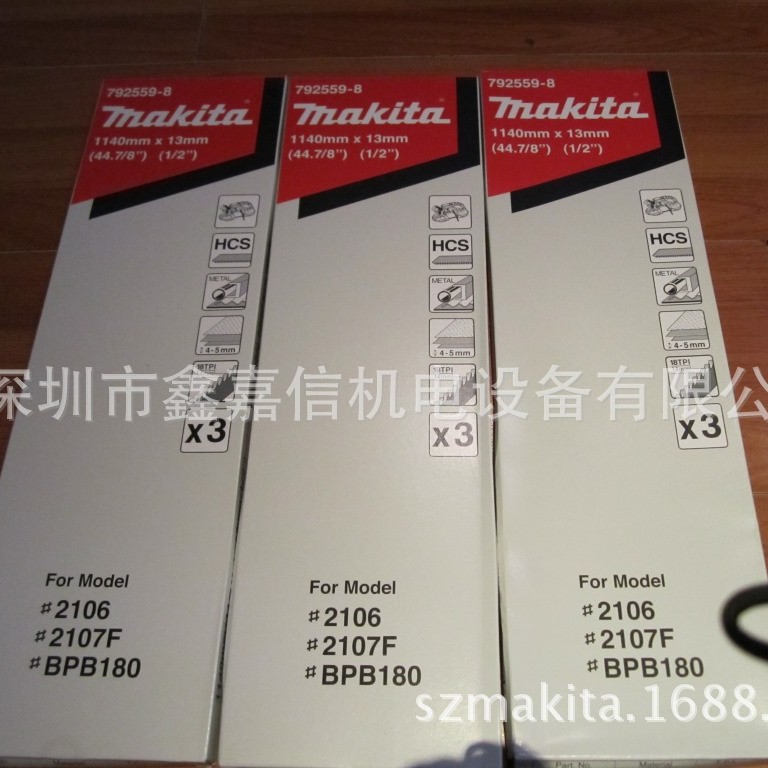 792559-8
makita
1140mm x 13mm
(44.7/8") (1/2")
HCS
METAL
4-5mm
18TPI
x3
For Model
#2106
#2107F
#BPB180
792559-8
makita
1140mm x 13mm
(44.7/8") (1/2")
HCS
METAL
4-5mm
18TPI
x3
For Model
#2106
#2107F
#BPB180
792559-8
makita
1140mm x 13mm
(44.7/8") (1/2")
HCS
METAL
4-5mm
18TPI
x3
For Model
#2106
#2107F
#BPB180
Part No.
Material
深圳市鑫嘉信机电设备有限公
szmakita.1688.